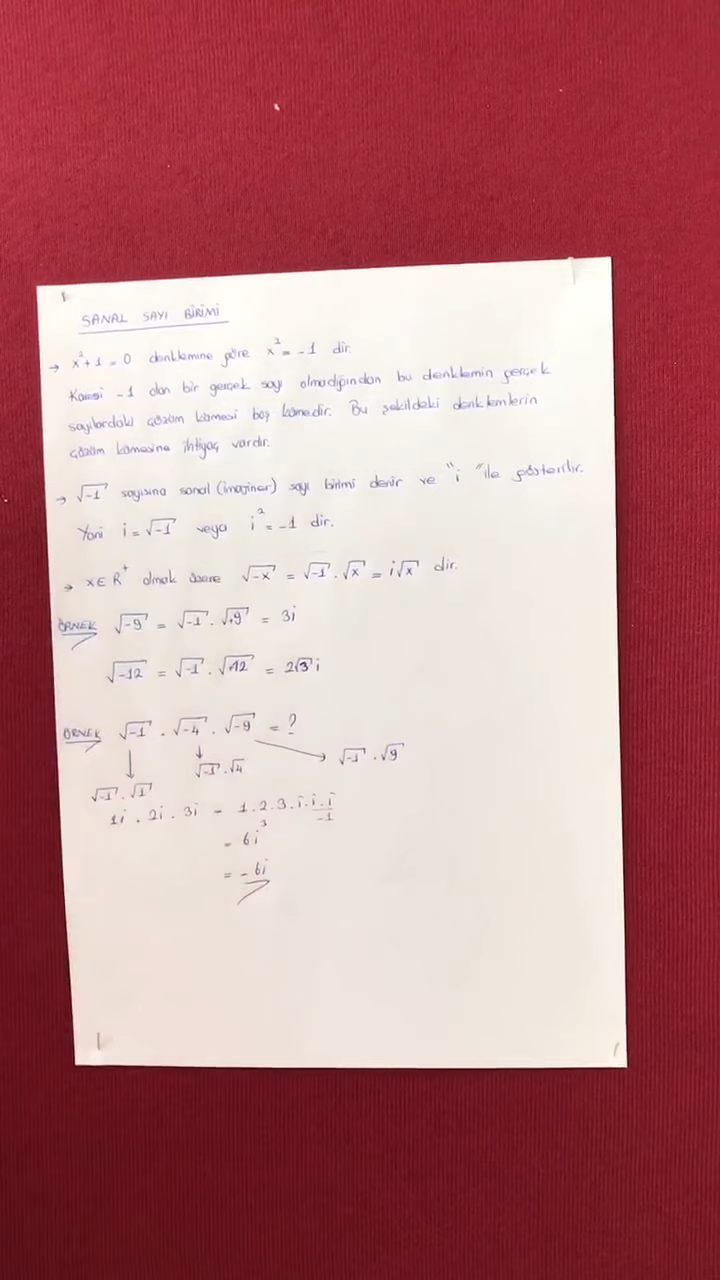 SANAL SAYI BİRİMİ
→ x²+1=0 denklemine göre x²=-1 dir.
Karesi -1 olan bir gerçek sayı olmadığından bu denklemin gerçek
sayılardaki çözüm kümesi boş kümedir. Bu şekildeki denklemlerin
çözüm kümesine ihtiyaç vardır.
→ √-1 sayısına sanal (imajiner) sayı birimi denir ve "i" ile gösterilir.
Yani i=√-1 veya i²=-1 dir.
→ x∈R⁺ olmak üzere √-x = √-1 . √x = i√x dir.
ÖRNEK √-9 = √-1 . √9 = 3i
√-12 = √-1 . √12 = 2√3 i
ÖRNEK √-1 . √-4 . √-9 = ?
√-1 . √1 √-1 . √4 √-1 . √9
1i . 2i . 3i = 1.2.3.i.i.i
-1
= 6i³
= -6i